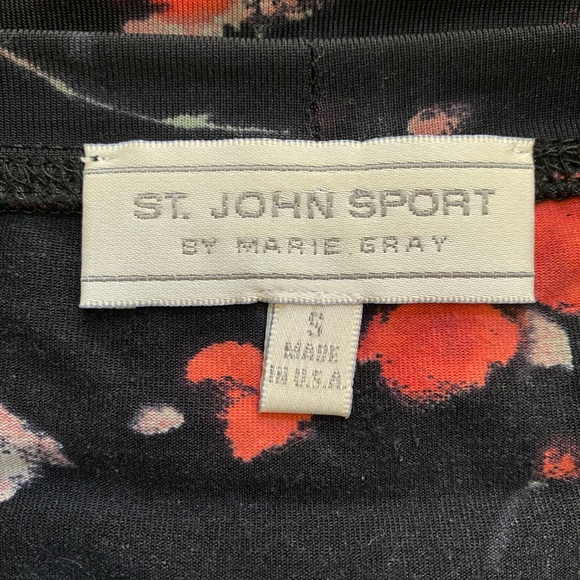 ST. JOHN SPORT
BY MARIE GRAY
S
MADE
IN U.S.A.